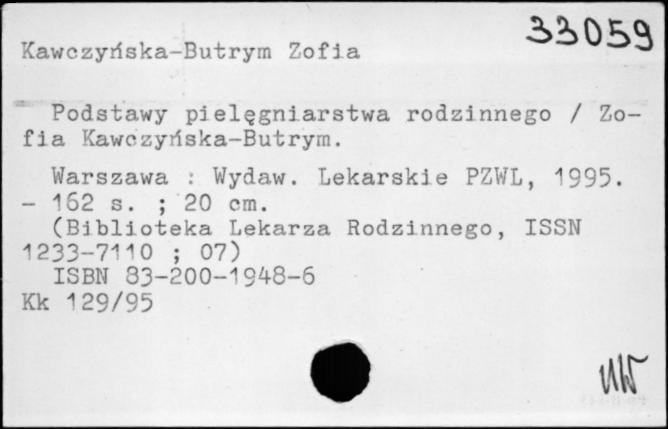 33059
Kawczyńska-Butrym Zofia
Podstawy pielęgniarstwa rodzinnego / Zo-
fia Kawczyńska-Butrym.
Warszawa : Wydaw. Lekarskie PZWL, 1995.
- 162 s. ; 20 cm.
(Biblioteka Lekarza Rodzinnego, ISSN
1233-7110 ; 07)
ISBN 83-200-1948-6
Kk 129/95